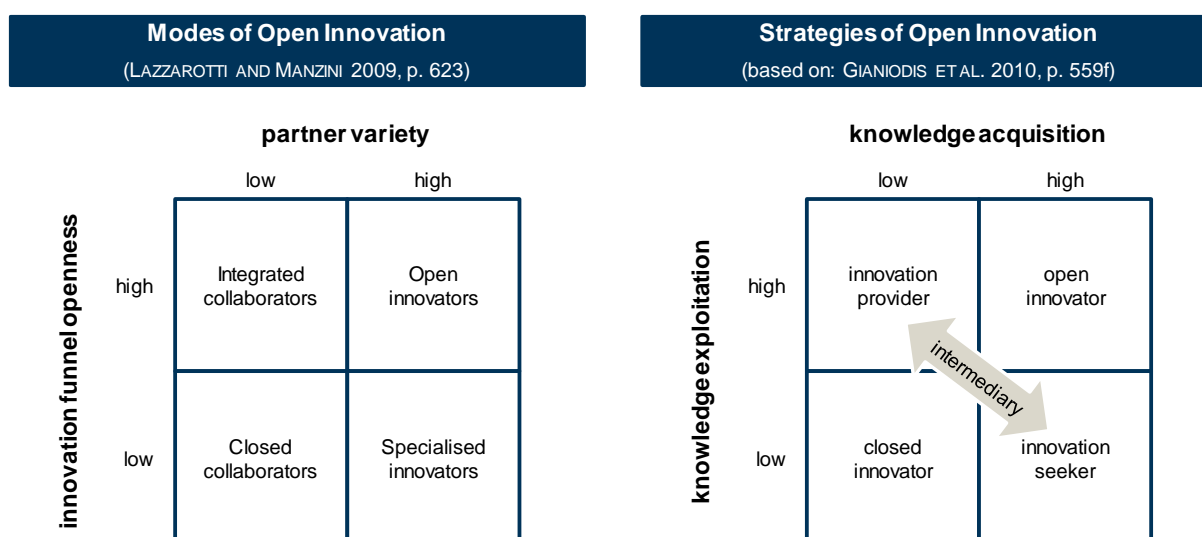 Modes of Open Innovation
(LAZZAROTTI AND MANZINI 2009, p. 623)
partner variety
low high
innovation funnel openness
high
Integrated
collaborators
Open
innovators
low
Closed
collaborators
Specialised
innovators
Strategies of Open Innovation
(based on: GIANIODIS ET AL. 2010, p. 559f)
knowledge acquisition
low high
knowledge exploitation
high
innovation
provider
open
innovator
intermediary
low
closed
innovator
innovation
seeker